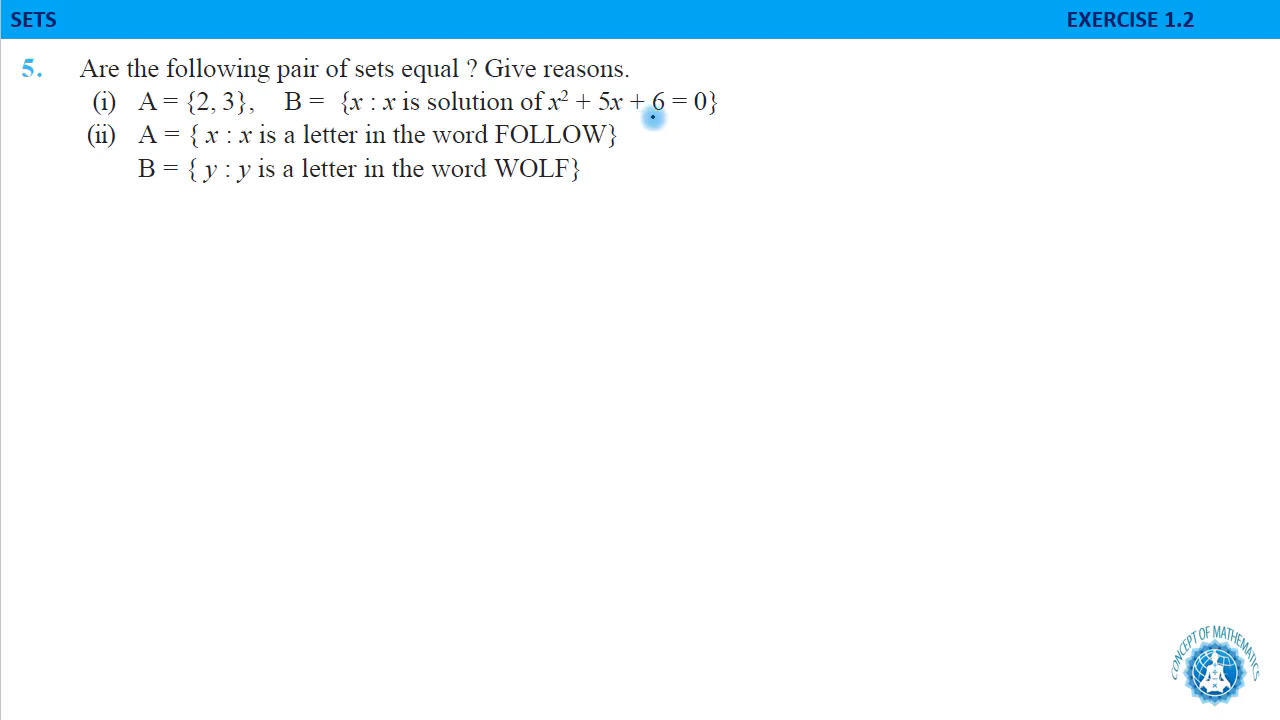 SETS EXERCISE 1.2
5. Are the following pair of sets equal ? Give reasons.
(i) A = {2, 3}, B = {x : x is solution of x² + 5x + 6 = 0}
(ii) A = { x : x is a letter in the word FOLLOW}
B = { y : y is a letter in the word WOLF}
CONCEPT OF MATHEMATICS